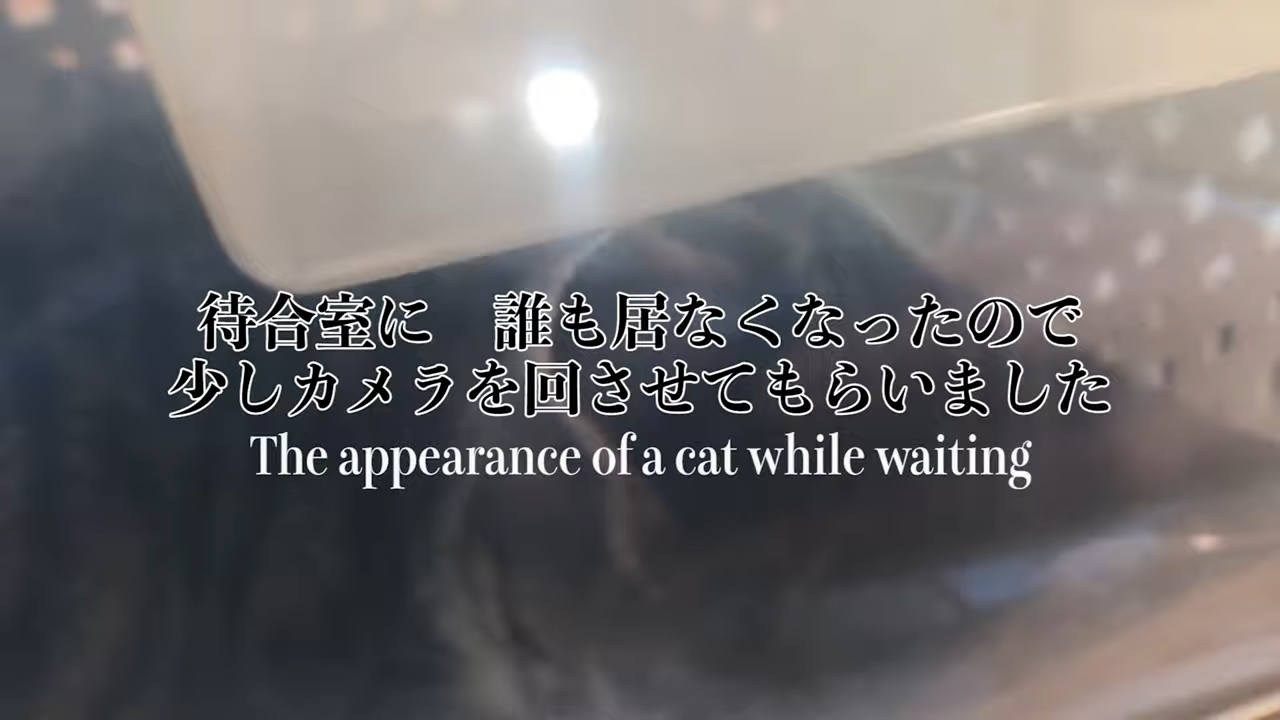 待合室に　誰も居なくなったので
少しカメラを回させてもらいました
The appearance of a cat while waiting